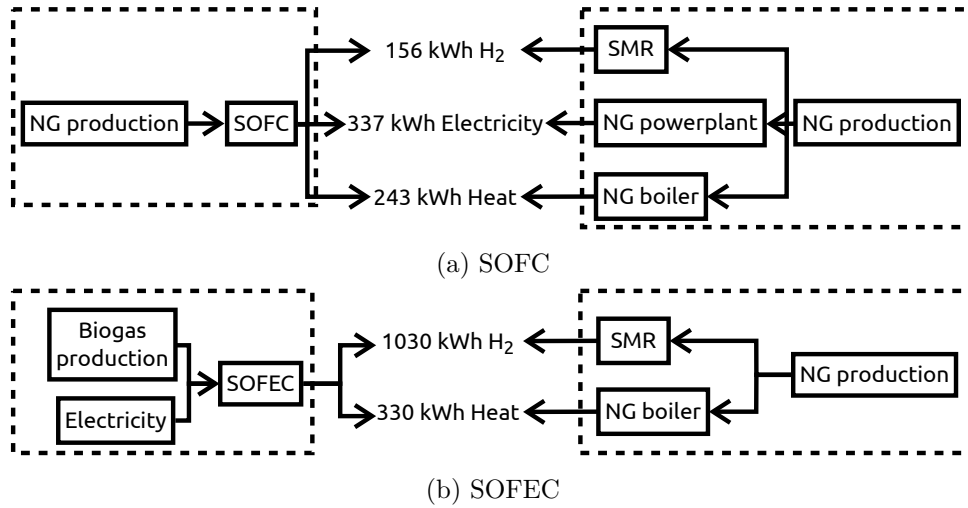 156 kWh H₂
SMR
NG production
SOFC
337 kWh Electricity
NG powerplant
NG production
243 kWh Heat
NG boiler
(a) SOFC
Biogas
production
1030 kWh H₂
SMR
SOFEC
NG production
Electricity
330 kWh Heat
NG boiler
(b) SOFEC